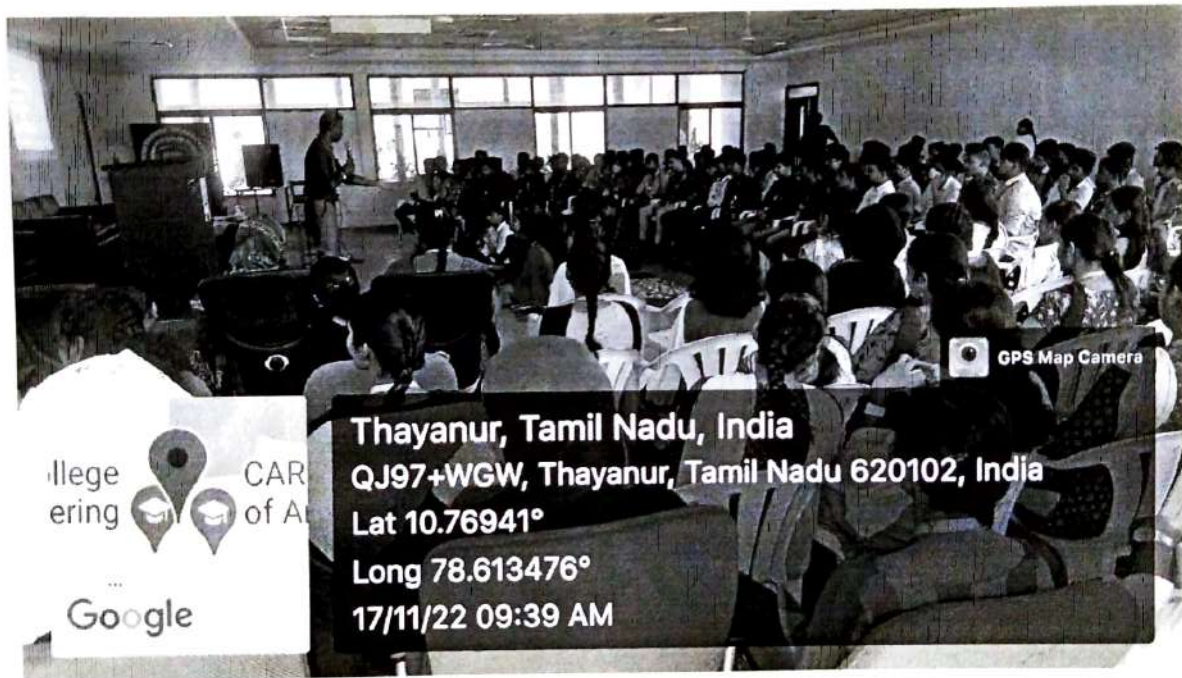 GPS Map Camera
Thayanur, Tamil Nadu, India
QJ97+WGW, Thayanur, Tamil Nadu 620102, India
Lat 10.76941°
Long 78.613476°
17/11/22 09:39 AM
llege
ering
CAR
of A
Google